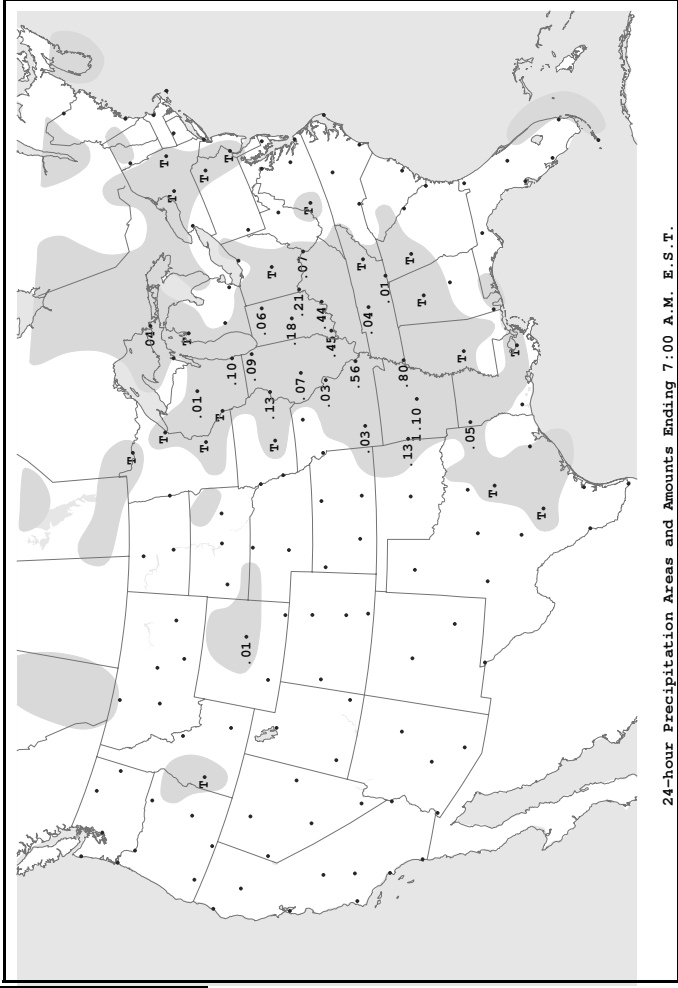 T
.04
T
T
T
T
.01
T
T
T
T
T
.10
.01
.09
.06
.13
T
T
.18
.21
.07
.07
T
.44
.03
.45
.56
T
.03
.04
.01
.80
.13
T
1.10
T
T
.05
T
T
T
24-hour Precipitation Areas and Amounts Ending 7:00 A.M. E.S.T.